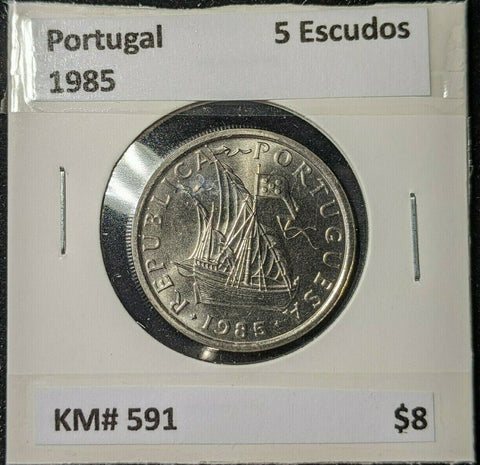 Portugal 5 Escudos
1985
REPUBLICA PORTUGUESA
1985
KM# 591 $8